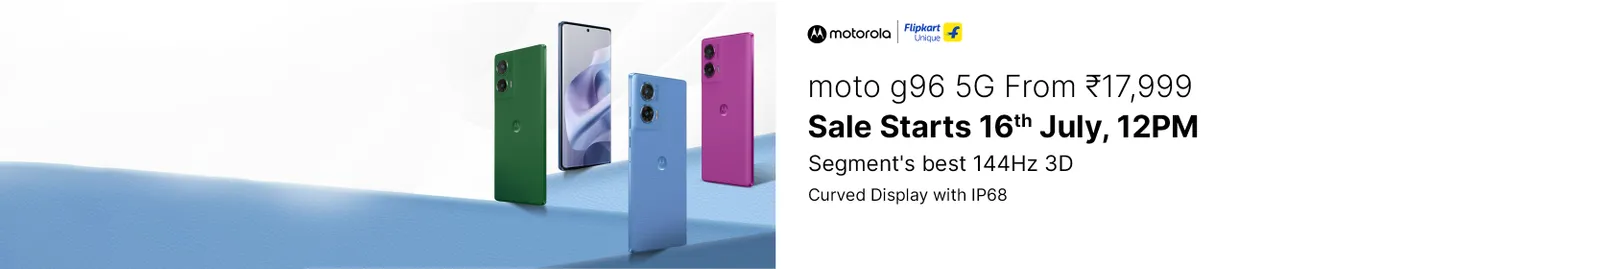 motorola
Flipkart
Unique
moto g96 5G From ₹17,999
Sale Starts 16th July, 12PM
Segment's best 144Hz 3D
Curved Display with IP68